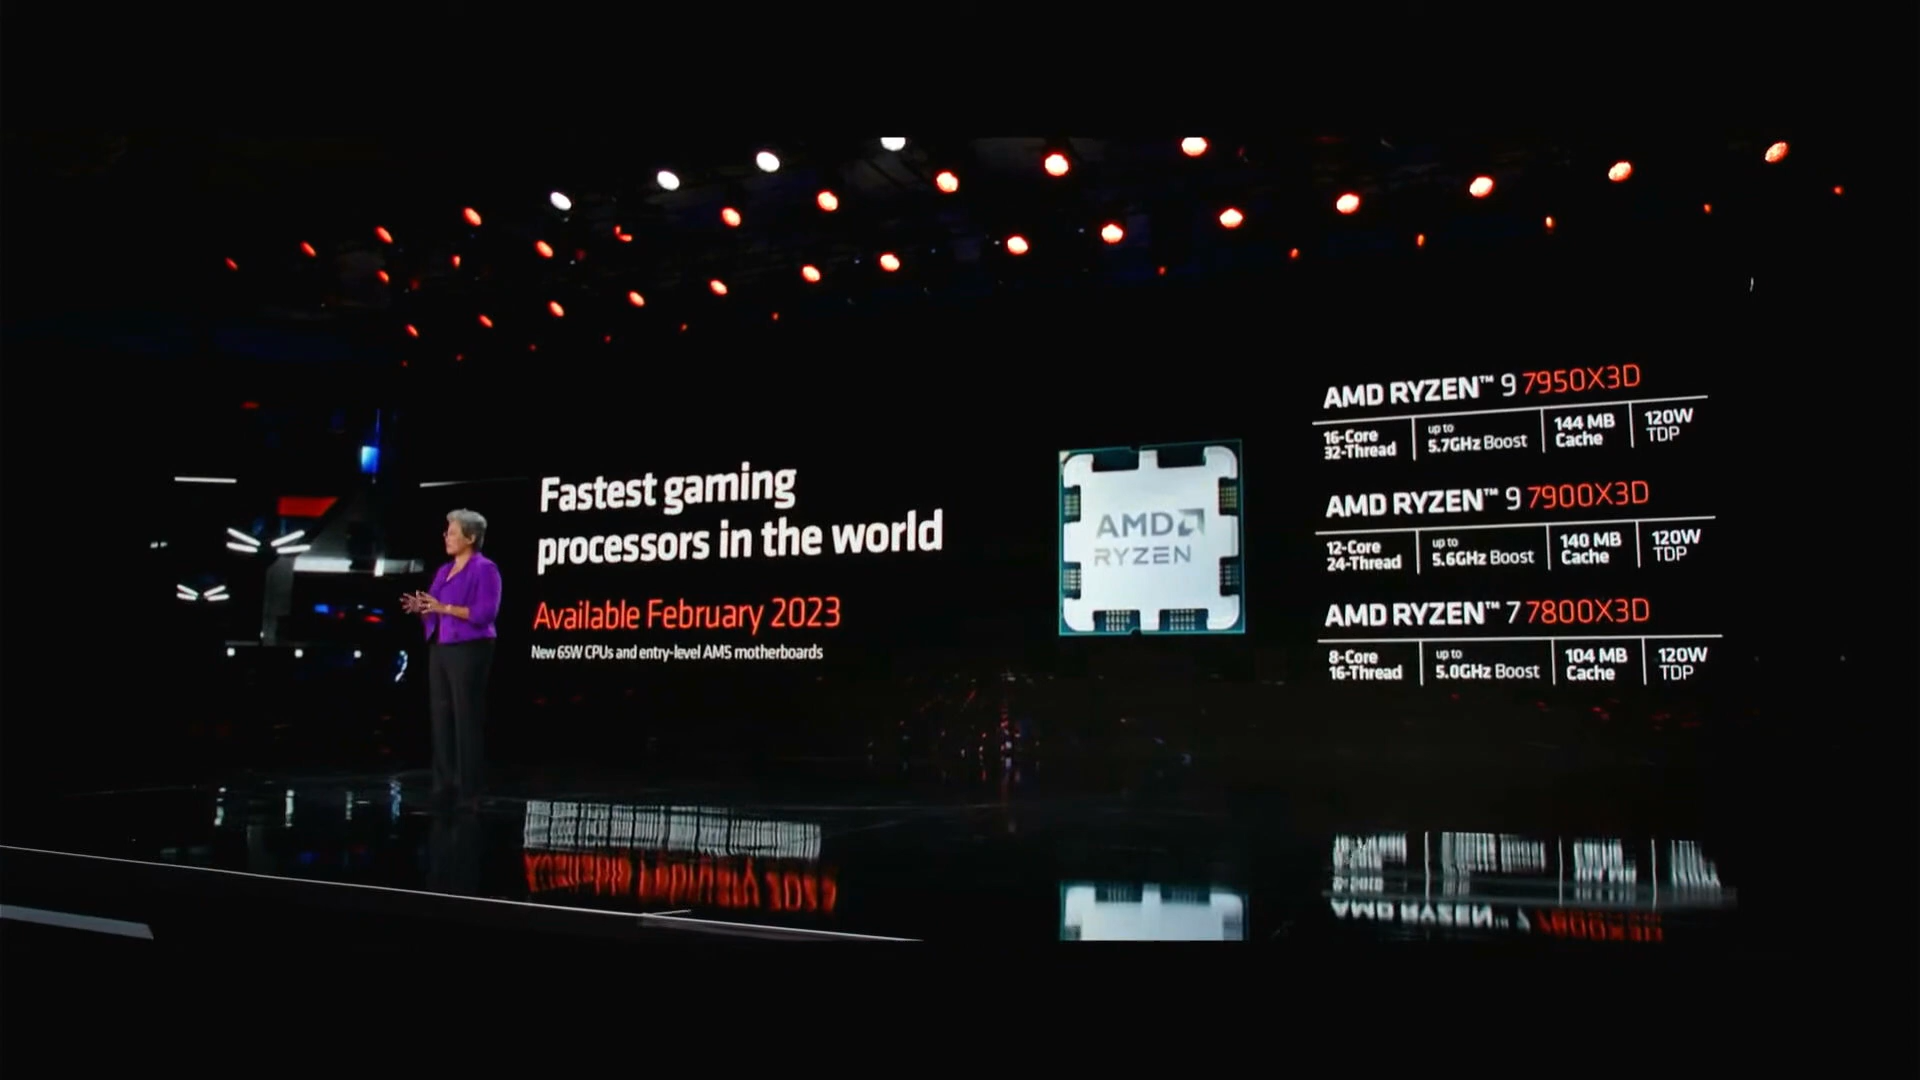 Fastest gaming
processors in the world
Available February 2023
New 65W CPUs and entry-level AM5 motherboards
AMD
RYZEN
AMD RYZEN™ 9 7950X3D
16-Core
32-Thread
up to
5.7GHz Boost
144 MB
Cache
120W
TDP
AMD RYZEN™ 9 7900X3D
12-Core
24-Thread
up to
5.6GHz Boost
140 MB
Cache
120W
TDP
AMD RYZEN™ 7 7800X3D
8-Core
16-Thread
up to
5.0GHz Boost
104 MB
Cache
120W
TDP